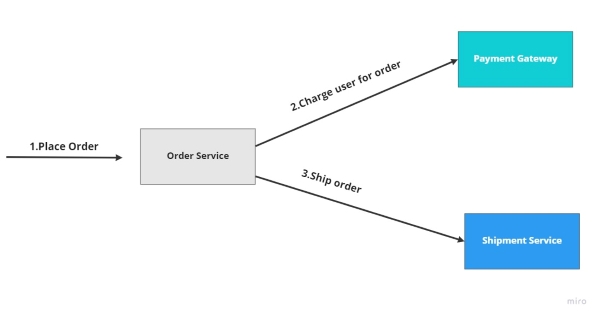 1.Place Order
Order Service
2.Charge user for order
Payment Gateway
3.Ship order
Shipment Service
miro